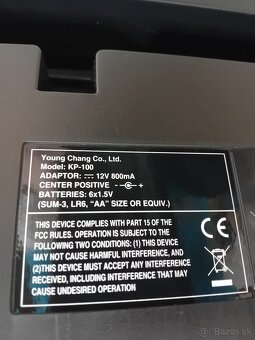 Young Chang Co., Ltd.
Model: KP-100
ADAPTOR: ⎓ 12V 800mA
CENTER POSITIVE
BATTERIES: 6x1.5V
(SUM-3, LR6, "AA" SIZE OR EQUIV.)
THIS DEVICE COMPLIES WITH PART 15 OF THE
FCC RULES. OPERATION IS SUBJECT TO THE
FOLLOWING TWO CONDITIONS: (1) THIS DEVICE
MAY NOT CAUSE HARMFUL INTERFERENCE, AND
(2)THIS DEVICE MUST ACCEPT ANY INTERFERENCE
RECEIVED, INCLUDING INTERFERENCE THAT MAY
CAUSE UNDESIRED OPERATION
CE
bazos.sk